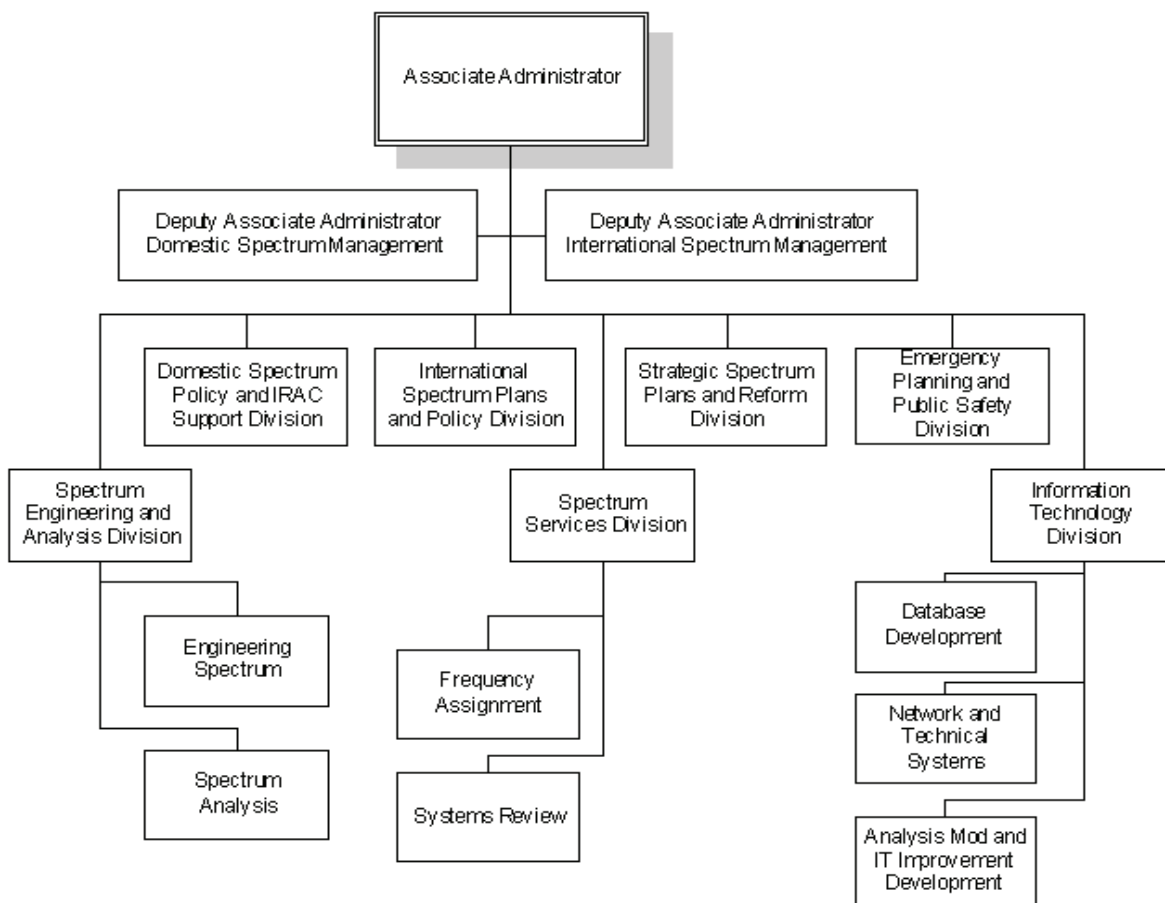 Associate Administrator
Deputy Associate Administrator
Domestic Spectrum Management
Deputy Associate Administrator
International Spectrum Management
Domestic Spectrum
Policy and IRAC
Support Division
International
Spectrum Plans
and Policy Division
Strategic Spectrum
Plans and Reform
Division
Emergency
Planning and
Public Safety
Division
Spectrum
Engineering and
Analysis Division
Spectrum
Services Division
Information
Technology
Division
Engineering
Spectrum
Spectrum
Analysis
Frequency
Assignment
Systems Review
Database
Development
Network and
Technical
Systems
Analysis Mod and
IT Improvement
Development